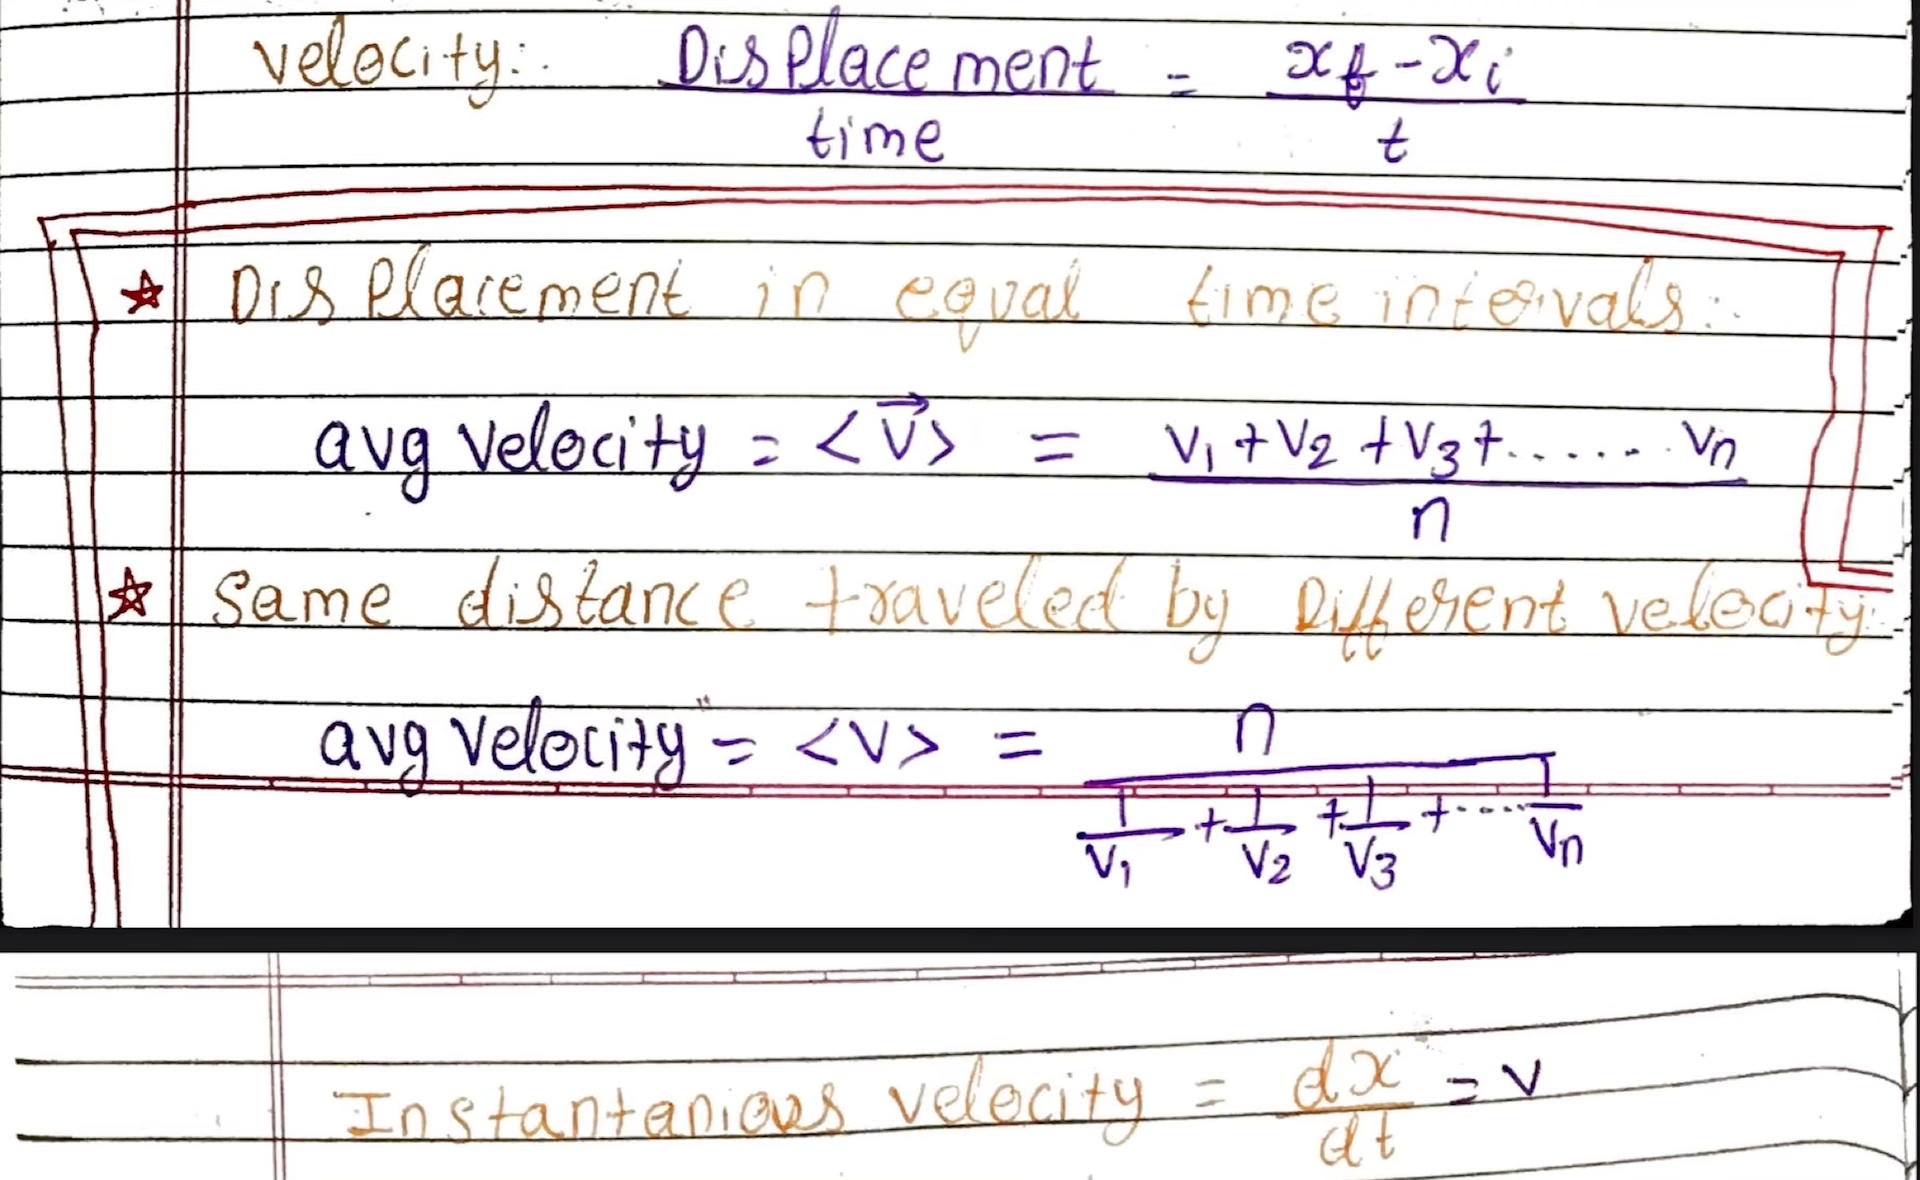 velocity:. Displacement / time = xf - xi / t
☆ Displacement in equal time intervals:.
avg velocity = <v⃗> = v₁ + v₂ + v₃ + ...... vn / n
☆ Same distance traveled by Different velocity:
avg velocity = <v> = n / 1/v₁ + 1/v₂ + 1/v₃ + ..... 1/vn
Instantanious velocity = dx/dt = v